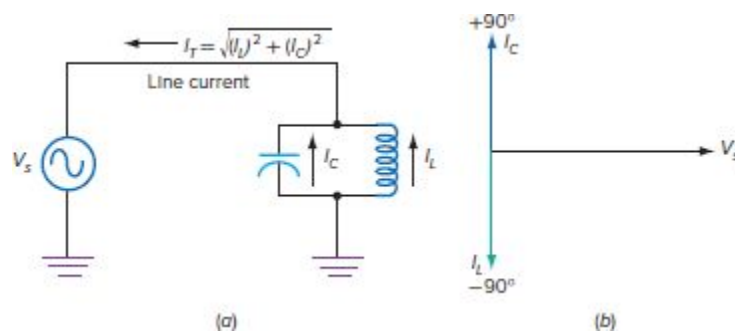 I_T = √(I_L)² + (I_C)²
Line current
V_s
I_C
I_L
(a)
+90°
I_C
V_s
I_L
−90°
(b)